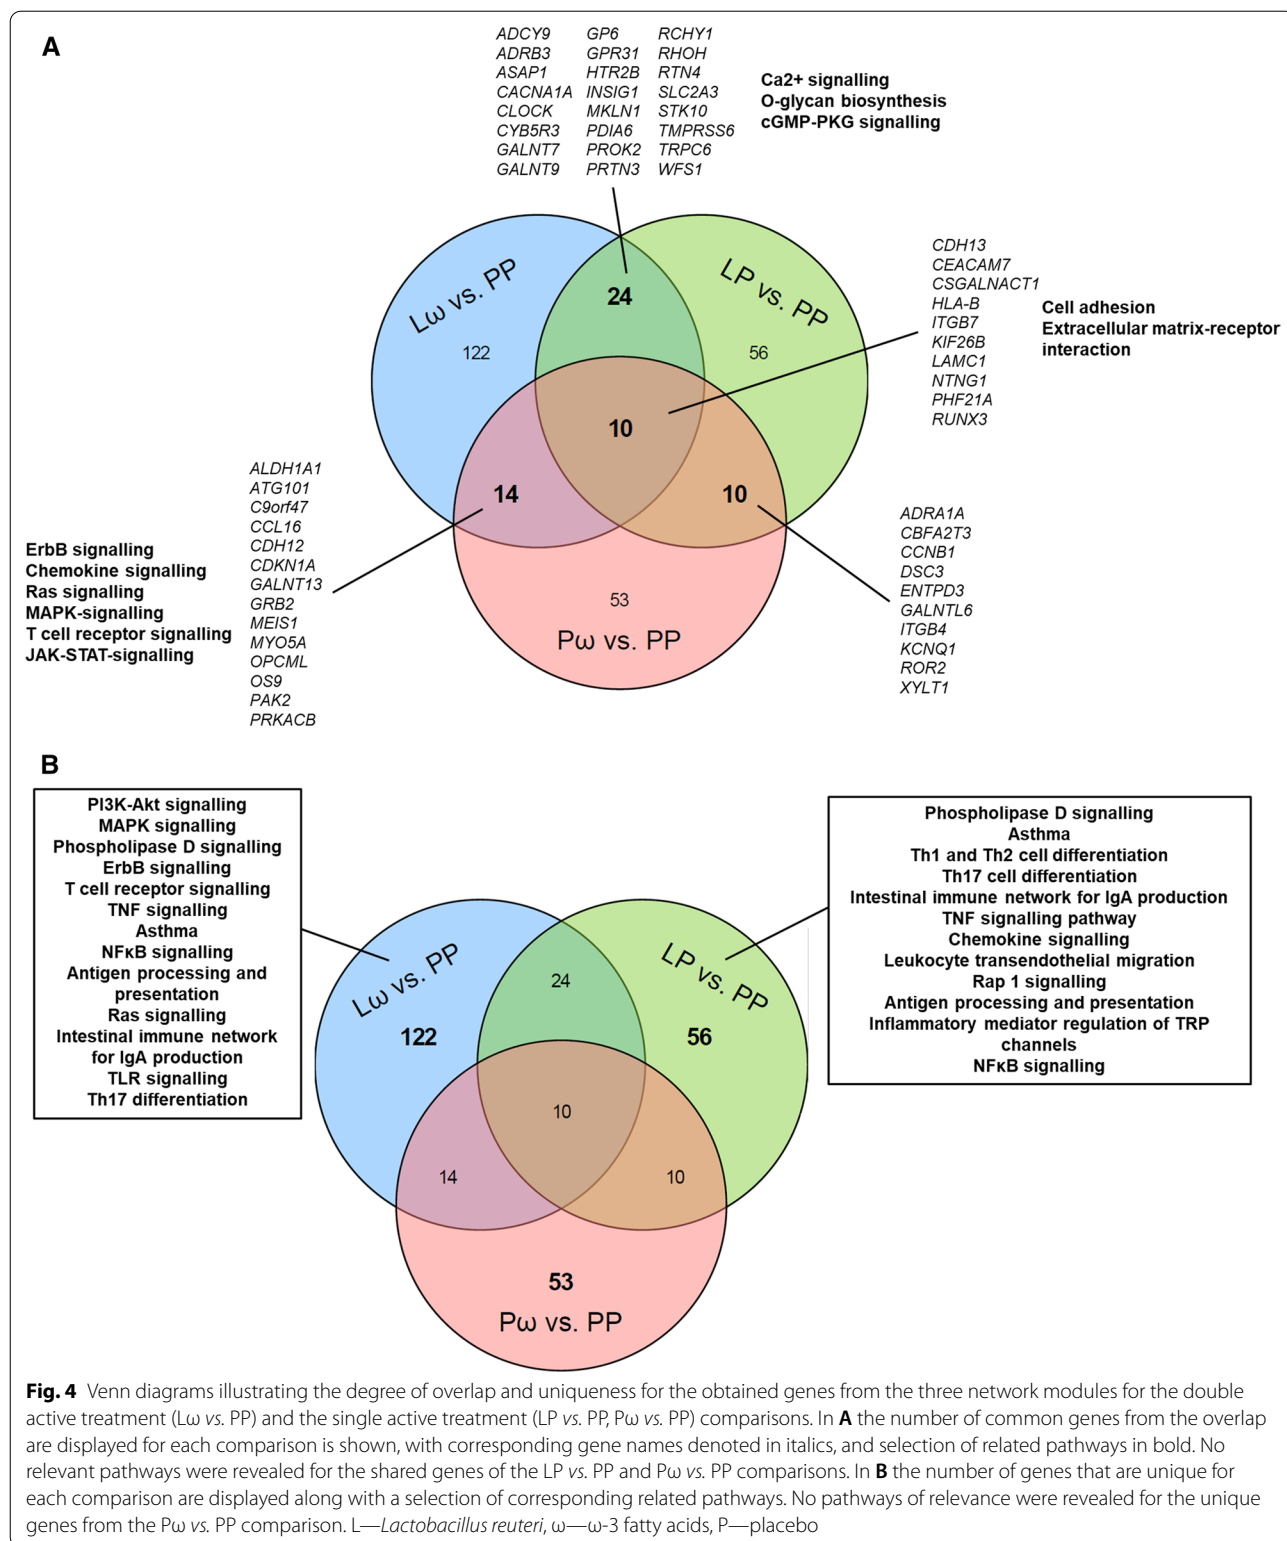 A
ADCY9 GP6 RCHY1
ADRB3 GPR31 RHOH
ASAP1 HTR2B RTN4
CACNA1A INSIG1 SLC2A3
CLOCK MKLN1 STK10
CYB5R3 PDIA6 TMPRSS6
GALNT7 PROK2 TRPC6
GALNT9 PRTN3 WFS1
Ca2+ signalling
O-glycan biosynthesis
cGMP-PKG signalling
Lω vs. PP
LP vs. PP
24
122
56
10
14
10
53
Pω vs. PP
CDH13
CEACAM7
CSGALNACT1
HLA-B
ITGB7
KIF26B
LAMC1
NTNG1
PHF21A
RUNX3
Cell adhesion
Extracellular matrix-receptor
interaction
ErbB signalling
Chemokine signalling
Ras signalling
MAPK-signalling
T cell receptor signalling
JAK-STAT-signalling
ALDH1A1
ATG101
C9orf47
CCL16
CDH12
CDKN1A
GALNT13
GRB2
MEIS1
MYO5A
OPCML
OS9
PAK2
PRKACB
ADRA1A
CBFA2T3
CCNB1
DSC3
ENTPD3
GALNTL6
ITGB4
KCNQ1
ROR2
XYLT1
B
PI3K-Akt signalling
MAPK signalling
Phospholipase D signalling
ErbB signalling
T cell receptor signalling
TNF signalling
Asthma
NFκB signalling
Antigen processing and
presentation
Ras signalling
Intestinal immune network
for IgA production
TLR signalling
Th17 differentiation
Lω vs. PP
LP vs. PP
24
122
56
10
14
10
53
Pω vs. PP
Phospholipase D signalling
Asthma
Th1 and Th2 cell differentiation
Th17 cell differentiation
Intestinal immune network for IgA production
TNF signalling pathway
Chemokine signalling
Leukocyte transendothelial migration
Rap 1 signalling
Antigen processing and presentation
Inflammatory mediator regulation of TRP
channels
NFκB signalling
Fig. 4 Venn diagrams illustrating the degree of overlap and uniqueness for the obtained genes from the three network modules for the double
active treatment (Lω vs. PP) and the single active treatment (LP vs. PP, Pω vs. PP) comparisons. In A the number of common genes from the overlap
are displayed for each comparison is shown, with corresponding gene names denoted in italics, and selection of related pathways in bold. No
relevant pathways were revealed for the shared genes of the LP vs. PP and Pω vs. PP comparisons. In B the number of genes that are unique for
each comparison are displayed along with a selection of corresponding related pathways. No pathways of relevance were revealed for the unique
genes from the Pω vs. PP comparison. L—Lactobacillus reuteri, ω—ω-3 fatty acids, P—placebo